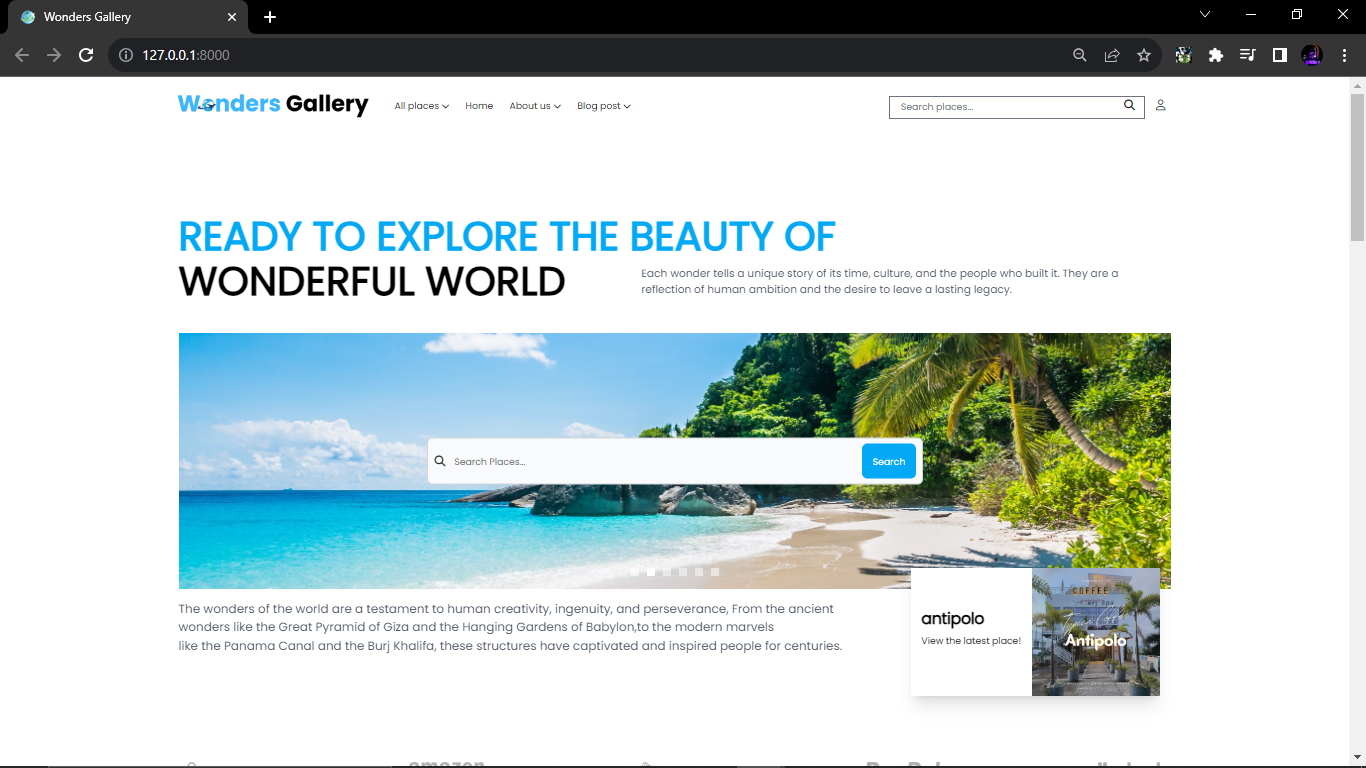 Wonders Gallery
127.0.0.1:8000
Wonders Gallery
All places
Home
About us
Blog post
Search places...
READY TO EXPLORE THE BEAUTY OF
WONDERFUL WORLD
Each wonder tells a unique story of its time, culture, and the people who built it. They are a
reflection of human ambition and the desire to leave a lasting legacy.
Search Places...
Search
The wonders of the world are a testament to human creativity, ingenuity, and perseverance, From the ancient
wonders like the Great Pyramid of Giza and the Hanging Gardens of Babylon,to the modern marvels
like the Panama Canal and the Burj Khalifa, these structures have captivated and inspired people for centuries.
antipolo
View the latest place!
COFFEE
Antipolo
amazon